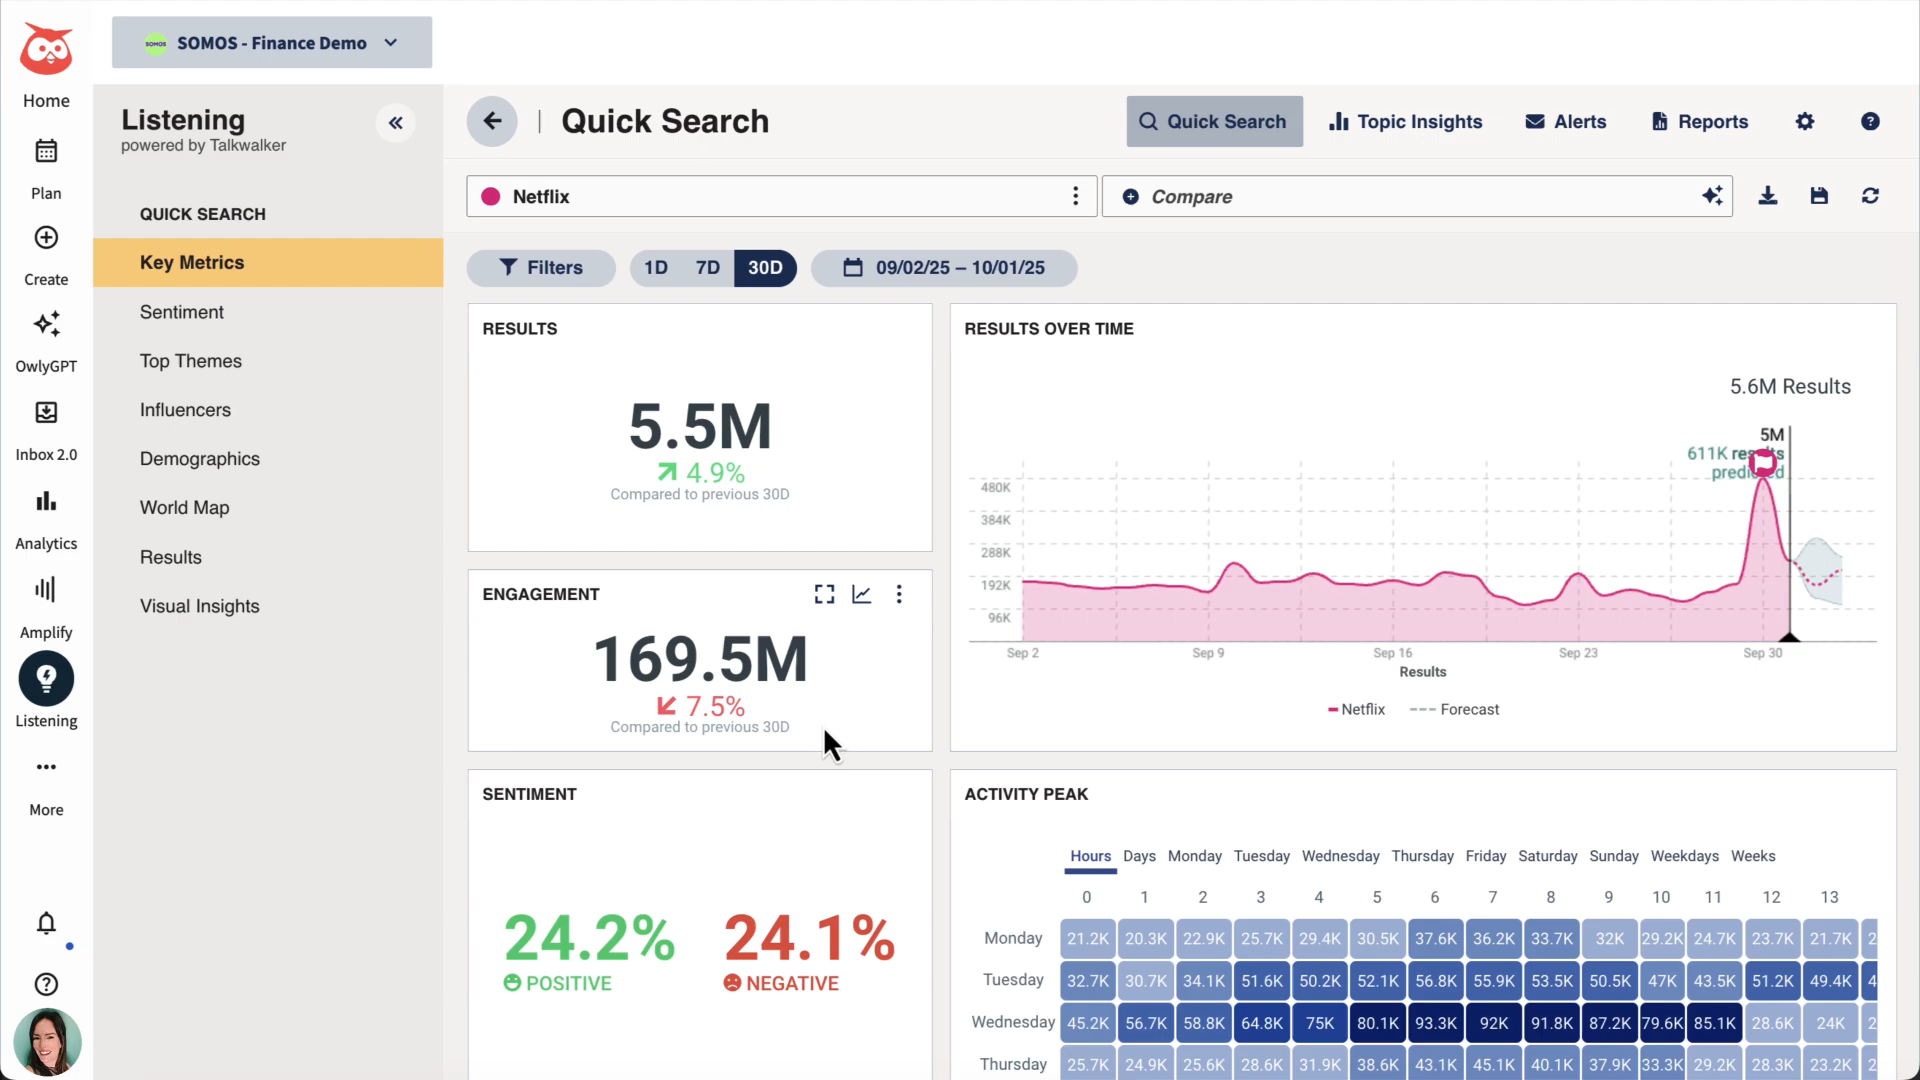 SOMOS SOMOS - Finance Demo
Home
Plan
Create
OwlyGPT
Inbox 2.0
Analytics
Amplify
Listening
More
Listening
powered by Talkwalker
QUICK SEARCH
Key Metrics
Sentiment
Top Themes
Influencers
Demographics
World Map
Results
Visual Insights
Quick Search
Quick Search
Topic Insights
Alerts
Reports
Netflix
Compare
Filters
1D 7D 30D
09/02/25 – 10/01/25
RESULTS
5.5M
4.9%
Compared to previous 30D
ENGAGEMENT
169.5M
7.5%
Compared to previous 30D
SENTIMENT
24.2% 24.1%
POSITIVE NEGATIVE
RESULTS OVER TIME
5.6M Results
5M
611K results
predicted
480K
384K
288K
192K
96K
Sep 2 Sep 9 Sep 16 Sep 23 Sep 30
Results
Netflix Forecast
ACTIVITY PEAK
Hours Days Monday Tuesday Wednesday Thursday Friday Saturday Sunday Weekdays Weeks
0 1 2 3 4 5 6 7 8 9 10 11 12 13
Monday 21.2K 20.3K 22.9K 25.7K 29.4K 30.5K 37.6K 36.2K 33.7K 32K 29.2K 24.7K 23.7K 21.7K 2
Tuesday 32.7K 30.7K 34.1K 51.6K 50.2K 52.1K 56.8K 55.9K 53.5K 50.5K 47K 43.5K 51.2K 49.4K 4
Wednesday 45.2K 56.7K 58.8K 64.8K 75K 80.1K 93.3K 92K 91.8K 87.2K 79.6K 85.1K 28.6K 24K 2
Thursday 25.7K 24.9K 25.6K 28.6K 31.9K 38.6K 43.1K 45.1K 40.1K 37.9K 33.3K 29.2K 28.3K 23.2K 2